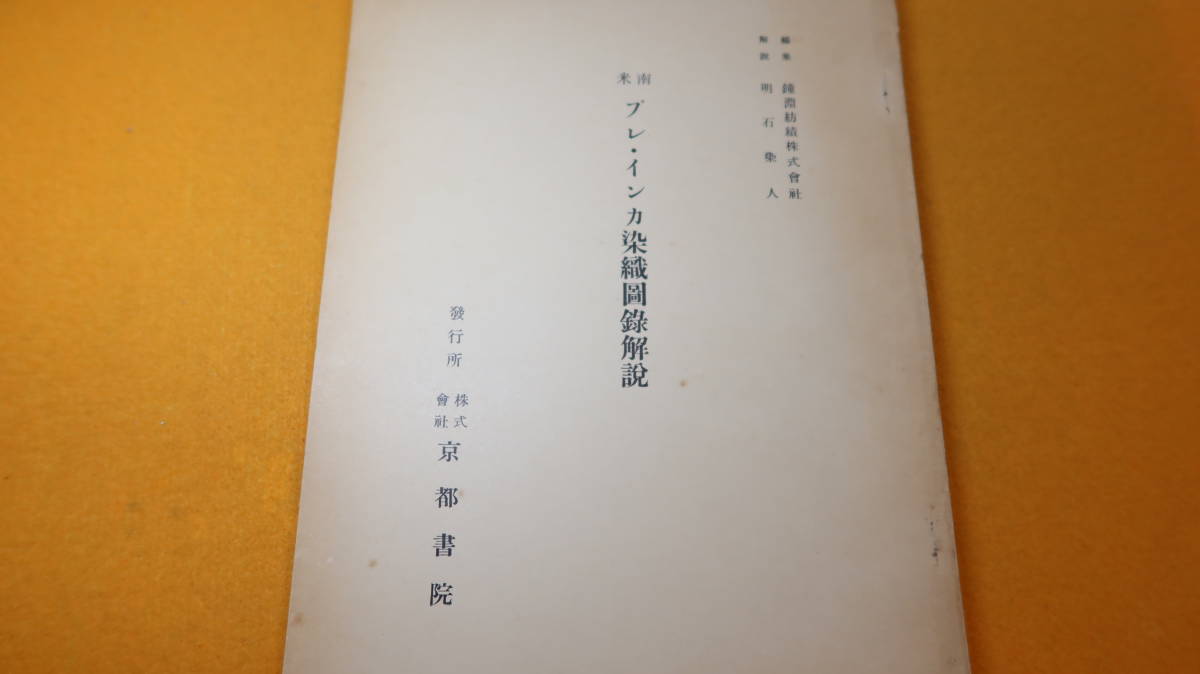 編集 鐘淵紡績株式會社
解説 明石染人
南米 プレ・インカ染織圖錄解說
發行所 株式會社 京都書院